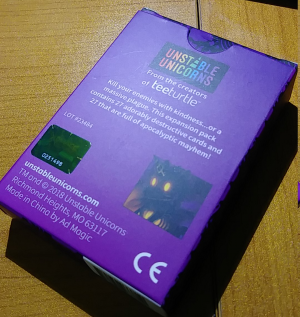 UNSTABLE
UNICORNS
From the creators
of teeturtle
Kill your enemies with kindness...or a
massive plague. This expansion pack
contains 27 adorably destructive cards and
27 that are full of apocalyptic mayhem!
LOT #23684
0251498
unstableunicorns.com
TM and © 2018 Unstable Unicorns
Richmond Heights, MO 63117
Made in China by Ad Magic
CE